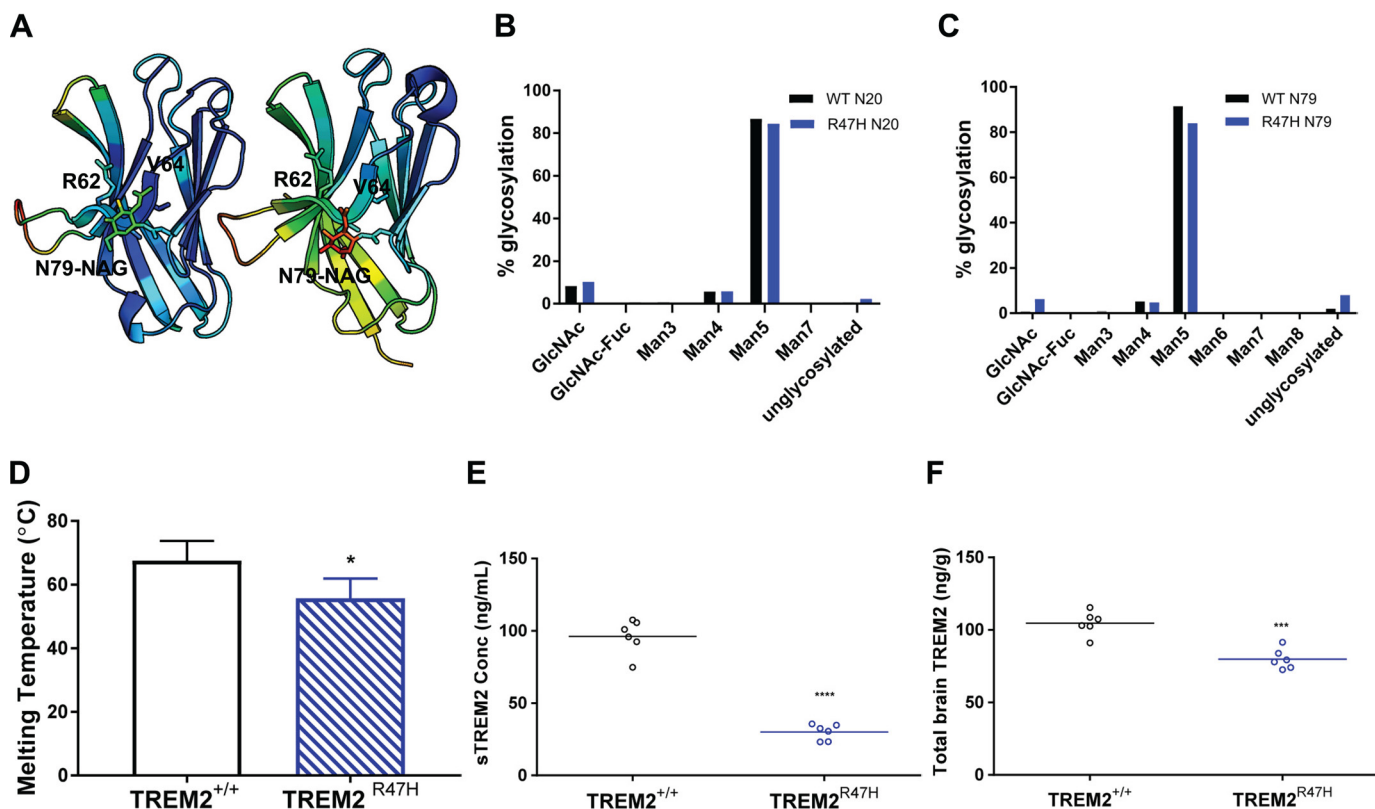 A
R62
V64
N79-NAG
R62
V64
N79-NAG
B
% glycosylation
100
80
60
40
20
0
WT N20
R47H N20
GlcNAc
GlcNAc-Fuc
Man3
Man4
Man5
Man7
unglycosylated
C
% glycosylation
100
80
60
40
20
0
WT N79
R47H N79
GlcNAc
GlcNAc-Fuc
Man3
Man4
Man5
Man6
Man7
Man8
unglycosylated
D
Melting Temperature (°C)
80
60
40
20
0
*
TREM2+/+
TREM2 R47H
E
sTREM2 Conc (ng/mL)
150
100
50
0
****
TREM2+/+
TREM2R47H
F
Total brain TREM2 (ng/g)
150
100
50
0
***
TREM2+/+
TREM2R47H